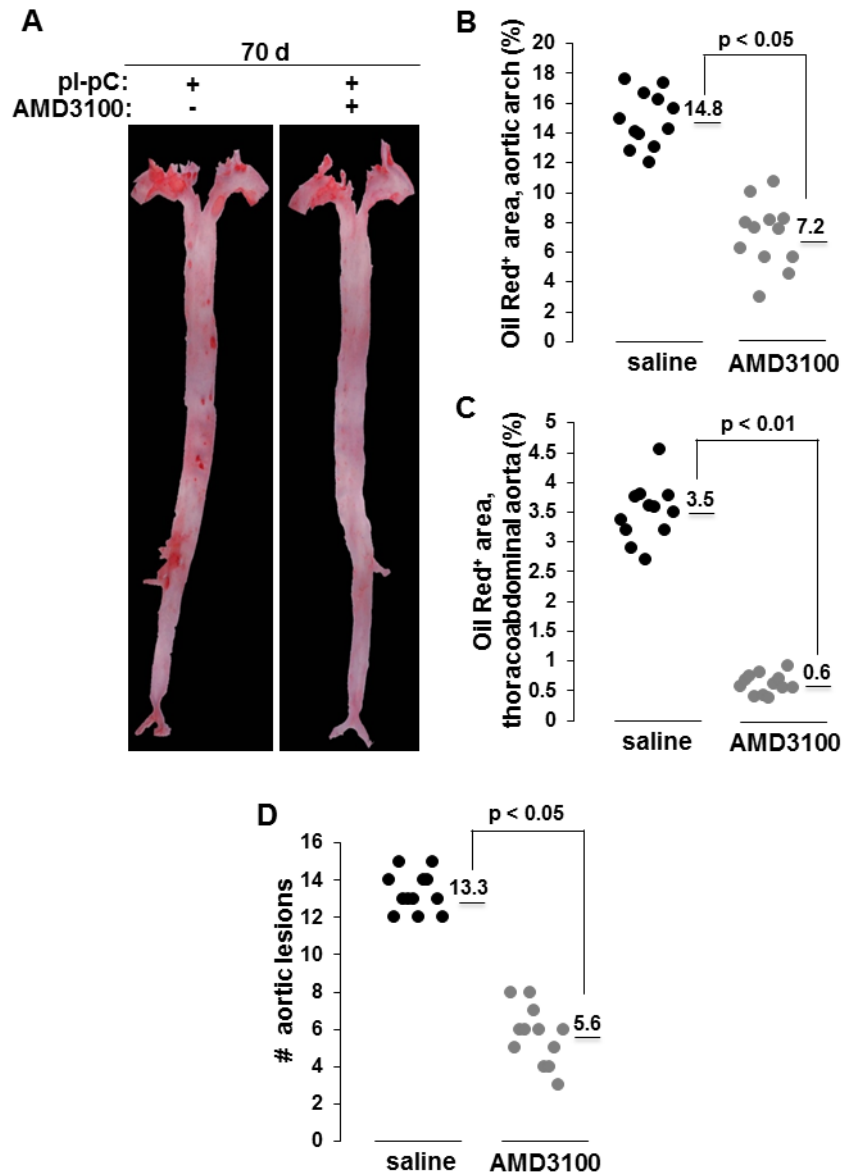 A
70 d
pI-pC: + +
AMD3100: - +
B
Oil Red⁺ area, aortic arch (%)
20
18
16
14
12
10
8
6
4
2
0
p < 0.05
14.8
7.2
saline AMD3100
C
Oil Red⁺ area,
thoracoabdominal aorta (%)
5
4.5
4
3.5
3
2.5
2
1.5
1
0.5
0
p < 0.01
3.5
0.6
saline AMD3100
D
# aortic lesions
16
14
12
10
8
6
4
2
0
p < 0.05
13.3
5.6
saline AMD3100